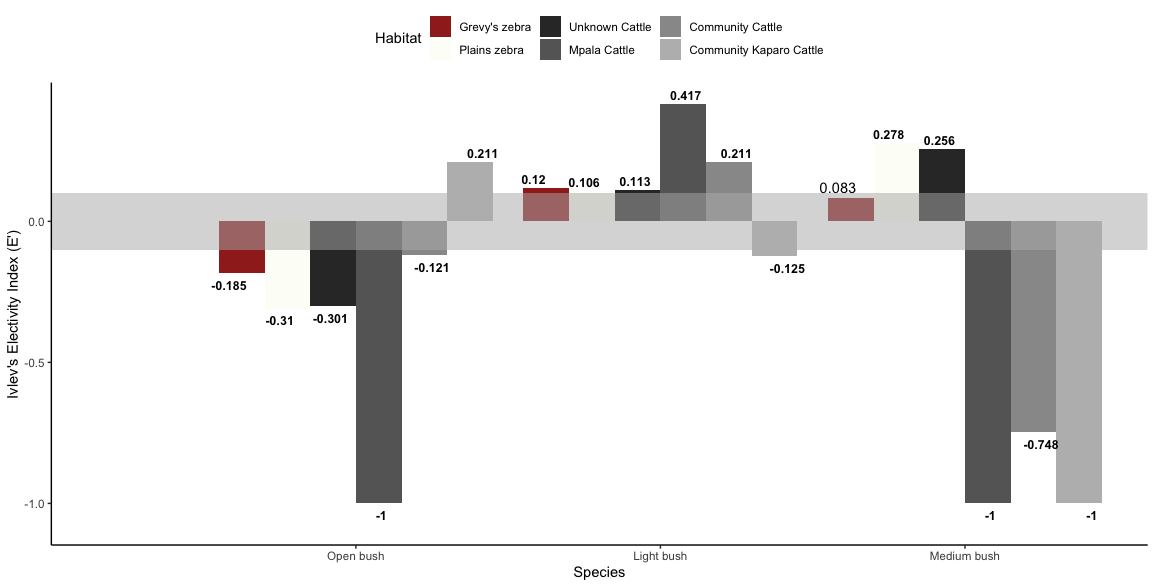 Habitat
Grevy's zebra
Unknown Cattle
Community Cattle
Plains zebra
Mpala Cattle
Community Kaparo Cattle
0.417
0.278
0.256
0.211
0.211
0.12
0.106
0.113
0.083
0.0
-0.121
-0.125
-0.185
-0.31
-0.301
Ivlev's Electivity Index (E')
-0.5
-0.748
-1.0
-1
-1
-1
Open bush
Light bush
Medium bush
Species